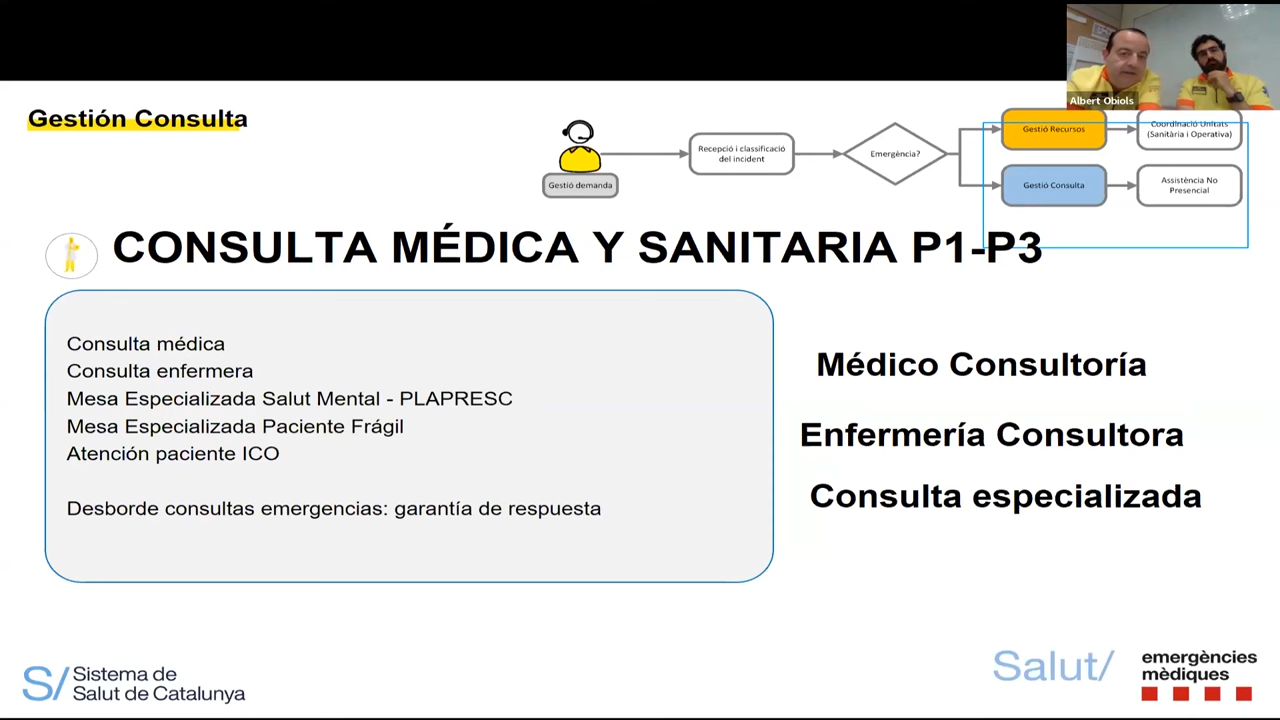 Albert Obiols
Gestión Consulta
Gestió demanda
Recepció i classificació
del incident
Emergència?
Gestió Recursos
Coordinació Unitats
(Sanitària i Operativa)
Gestió Consulta
Assistència No
Presencial
CONSULTA MÉDICA Y SANITARIA P1-P3
Consulta médica
Consulta enfermera
Mesa Especializada Salut Mental - PLAPRESC
Mesa Especializada Paciente Frágil
Atención paciente ICO
Desborde consultas emergencias: garantía de respuesta
Médico Consultoría
Enfermería Consultora
Consulta especializada
S/ Sistema de
Salut de Catalunya
Salut/
emergències
mèdiques